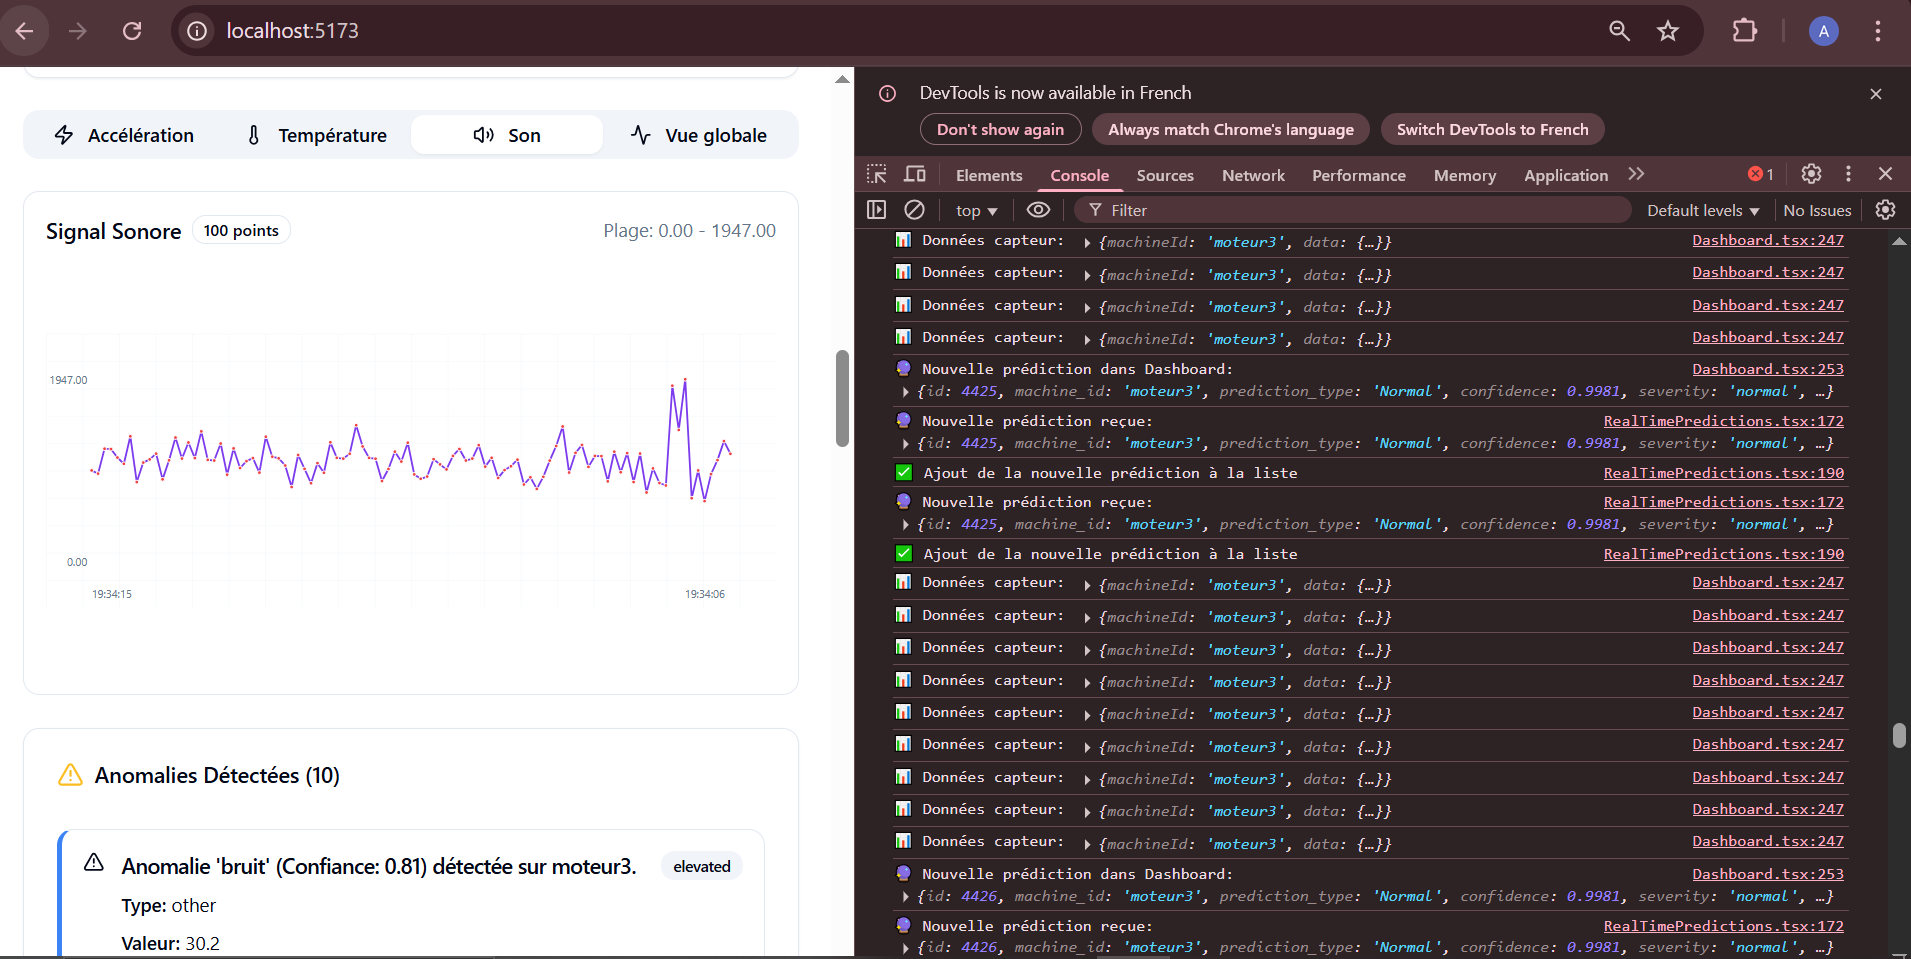 localhost:5173
A
Accélération
Température
Son
Vue globale
Signal Sonore
100 points
Plage: 0.00 - 1947.00
1947.00
0.00
19:34:15
19:34:06
Anomalies Détectées (10)
Anomalie 'bruit' (Confiance: 0.81) détectée sur moteur3.
elevated
Type: other
Valeur: 30.2
DevTools is now available in French
Don't show again
Always match Chrome's language
Switch DevTools to French
Elements
Console
Sources
Network
Performance
Memory
Application
1
top
Filter
Default levels
No Issues
Données capteur: {machineId: 'moteur3', data: {…}} Dashboard.tsx:247
Données capteur: {machineId: 'moteur3', data: {…}} Dashboard.tsx:247
Données capteur: {machineId: 'moteur3', data: {…}} Dashboard.tsx:247
Données capteur: {machineId: 'moteur3', data: {…}} Dashboard.tsx:247
Nouvelle prédiction dans Dashboard: Dashboard.tsx:253
{id: 4425, machine_id: 'moteur3', prediction_type: 'Normal', confidence: 0.9981, severity: 'normal', …}
Nouvelle prédiction reçue: RealTimePredictions.tsx:172
{id: 4425, machine_id: 'moteur3', prediction_type: 'Normal', confidence: 0.9981, severity: 'normal', …}
Ajout de la nouvelle prédiction à la liste RealTimePredictions.tsx:190
Nouvelle prédiction reçue: RealTimePredictions.tsx:172
{id: 4425, machine_id: 'moteur3', prediction_type: 'Normal', confidence: 0.9981, severity: 'normal', …}
Ajout de la nouvelle prédiction à la liste RealTimePredictions.tsx:190
Données capteur: {machineId: 'moteur3', data: {…}} Dashboard.tsx:247
Données capteur: {machineId: 'moteur3', data: {…}} Dashboard.tsx:247
Données capteur: {machineId: 'moteur3', data: {…}} Dashboard.tsx:247
Données capteur: {machineId: 'moteur3', data: {…}} Dashboard.tsx:247
Données capteur: {machineId: 'moteur3', data: {…}} Dashboard.tsx:247
Données capteur: {machineId: 'moteur3', data: {…}} Dashboard.tsx:247
Données capteur: {machineId: 'moteur3', data: {…}} Dashboard.tsx:247
Données capteur: {machineId: 'moteur3', data: {…}} Dashboard.tsx:247
Données capteur: {machineId: 'moteur3', data: {…}} Dashboard.tsx:247
Nouvelle prédiction dans Dashboard: Dashboard.tsx:253
{id: 4426, machine_id: 'moteur3', prediction_type: 'Normal', confidence: 0.9981, severity: 'normal', …}
Nouvelle prédiction reçue: RealTimePredictions.tsx:172
{id: 4426, machine_id: 'moteur3', prediction_type: 'Normal', confidence: 0.9981, severity: 'normal', …}